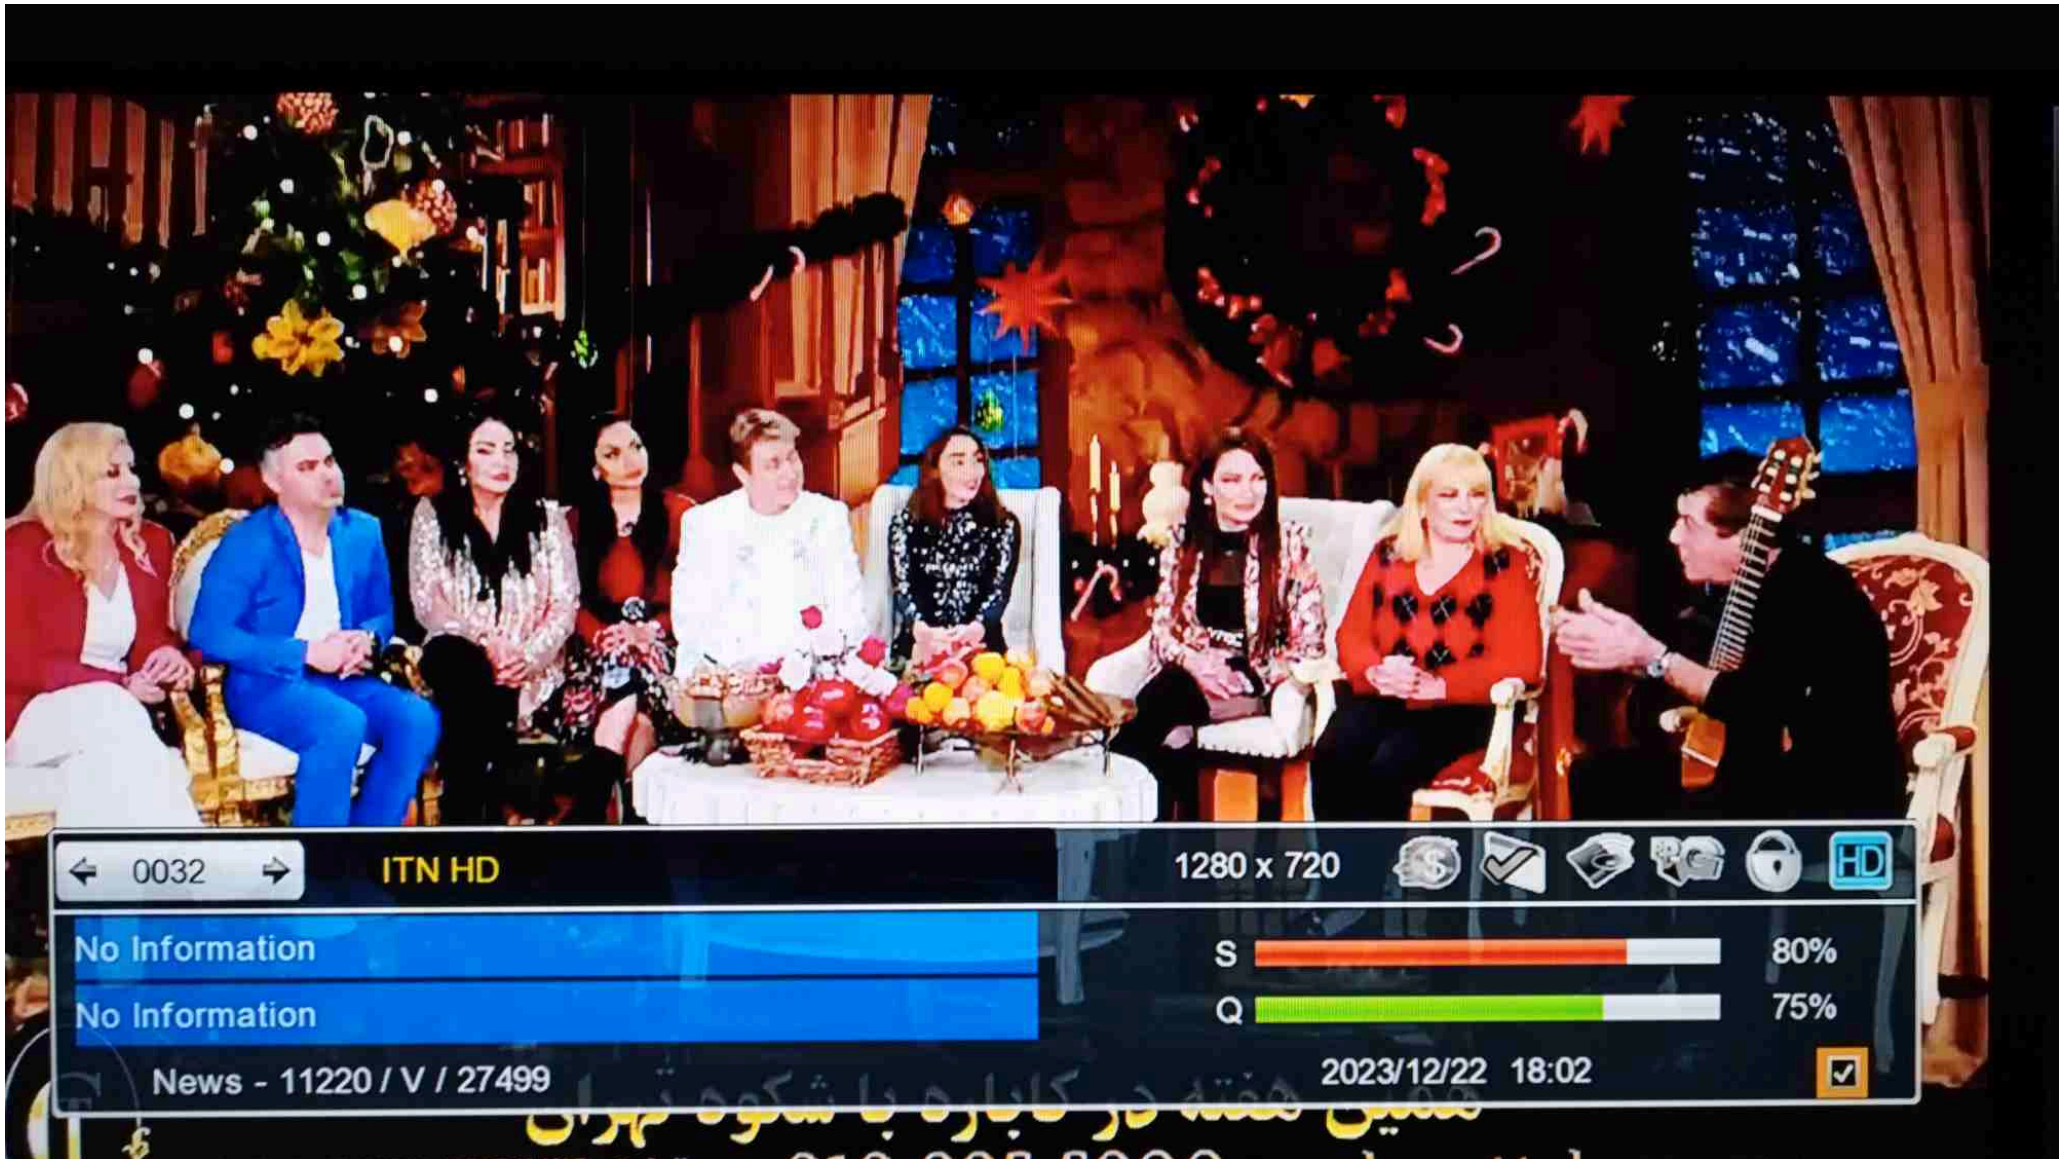 0032 ITN HD 1280 x 720 HD
No Information
S 80%
No Information
Q 75%
News - 11220 / V / 27499 2023/12/22 18:02
همین هفته در کاباره با شکوه تهران